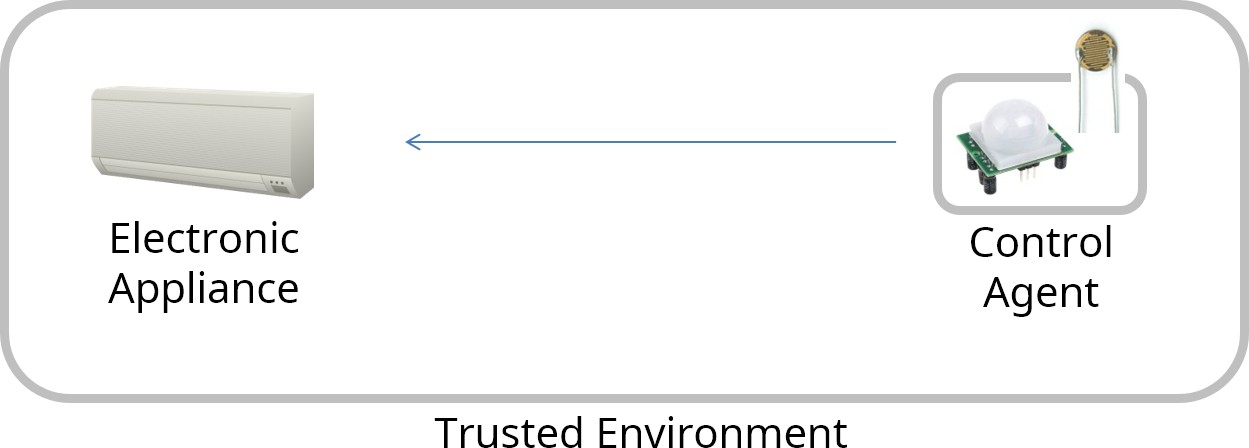 Electronic
Appliance
Control
Agent
Trusted Environment